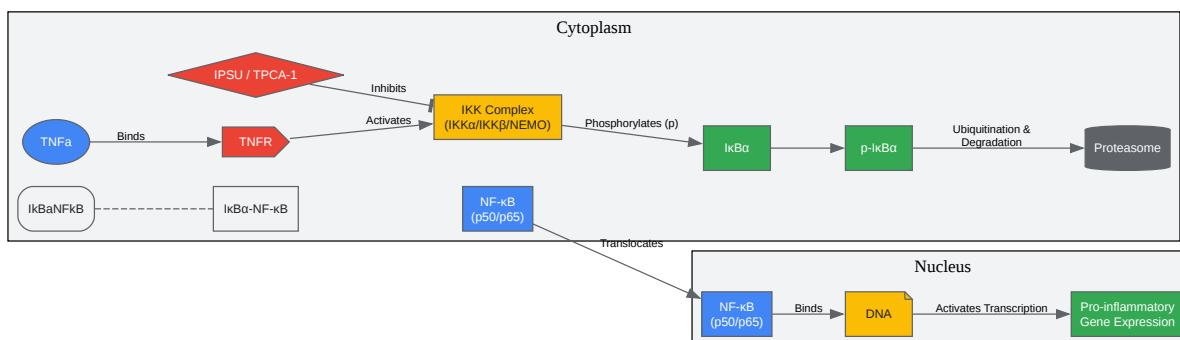 Cytoplasm
IPSU / TPCA-1
Inhibits
IKK Complex
(IKKα/IKKβ/NEMO)
TNFa
Binds
TNFR
Activates
Phosphorylates (p)
IκBα
p-IκBα
Ubiquitination &
Degradation
Proteasome
IkBaNFkB
IκBα-NF-κB
NF-κB
(p50/p65)
Translocates
Nucleus
NF-κB
(p50/p65)
Binds
DNA
Activates Transcription
Pro-inflammatory
Gene Expression